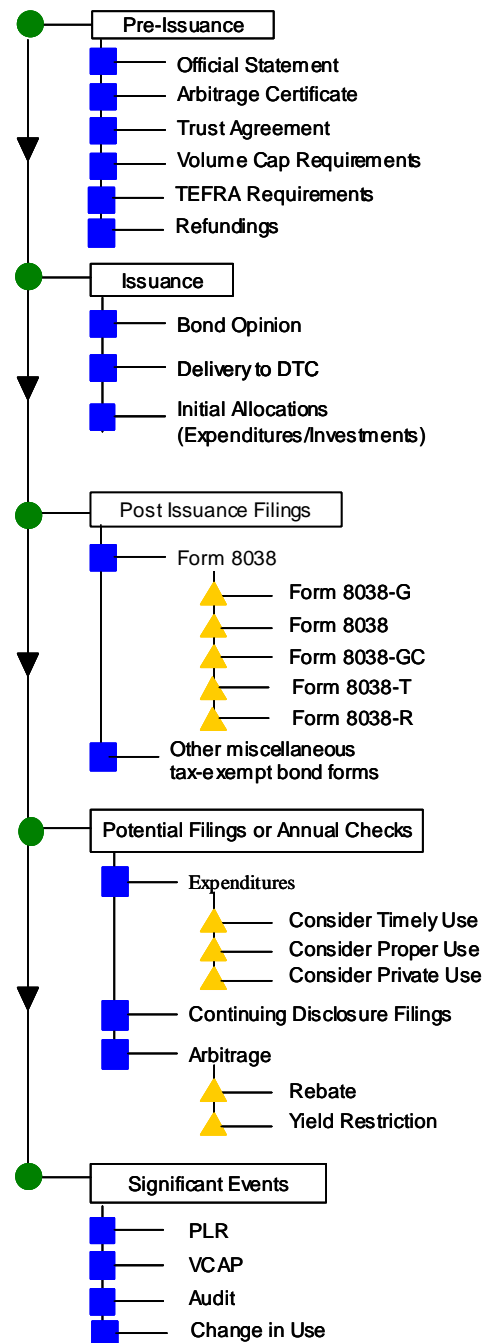 Pre-Issuance
Official Statement
Arbitrage Certificate
Trust Agreement
Volume Cap Requirements
TEFRA Requirements
Refundings
Issuance
Bond Opinion
Delivery to DTC
Initial Allocations
(Expenditures/Investments)
Post Issuance Filings
Form 8038
Form 8038-G
Form 8038
Form 8038-GC
Form 8038-T
Form 8038-R
Other miscellaneous
tax-exempt bond forms
Potential Filings or Annual Checks
Expenditures
Consider Timely Use
Consider Proper Use
Consider Private Use
Continuing Disclosure Filings
Arbitrage
Rebate
Yield Restriction
Significant Events
PLR
VCAP
Audit
Change in Use